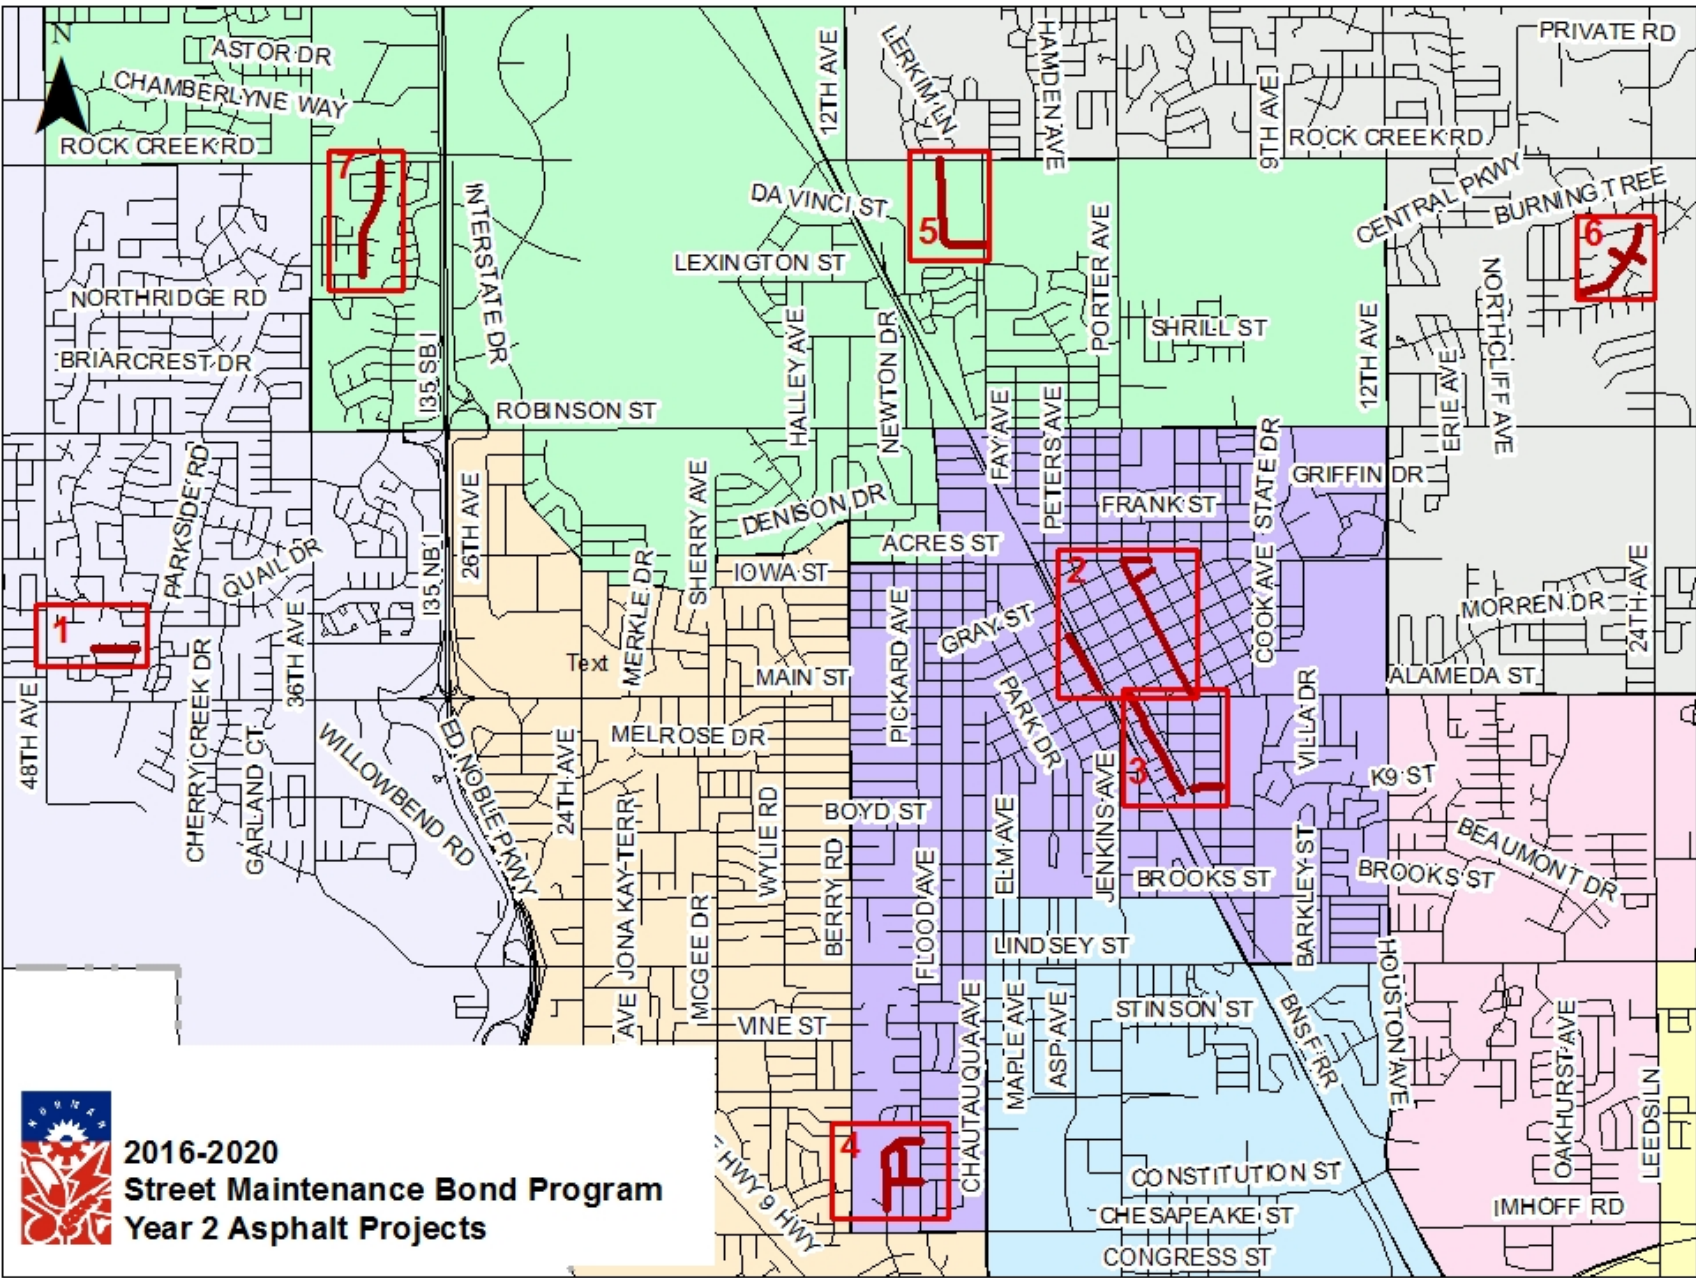 N
ASTOR DR
CHAMBERLYNE WAY
ROCK CREEK RD
12TH AVE
LERKIM LN
HAMDEN AVE
9TH AVE
PRIVATE RD
ROCK CREEK RD
7
INTERSTATE DR
DA VINCI ST
5
LEXINGTON ST
PORTER AVE
CENTRAL PKWY
BURNING TREE
6
NORTHRIDGE RD
BRIARCREST DR
I35 SB I
HALLEY AVE
NEWTON DR
SHRILL ST
12TH AVE
ERIE AVE
NORTHCLIFF AVE
ROBINSON ST
FAY AVE
PETERS AVE
STATE DR
GRIFFIN DR
PARKSIDE RD
26TH AVE
SHERRY AVE
DENISON DR
FRANK ST
ACRES ST
QUAIL DR
I35 NB I
IOWA ST
2
COOK AVE
24TH AVE
MORREN DR
1
36TH AVE
MERKLE DR
PICKARD AVE
GRAY ST
CHERRY CREEK DR
Text
MAIN ST
ALAMEDA ST
48TH AVE
GARLAND CT
WILLOWBEND RD
ED NOBLE PKWY
24TH AVE
MELROSE DR
PARK DR
VILLA DR
3
K9 ST
JENKINS AVE
BOYD ST
JONA KAY TERR
WYLIE RD
BERRY RD
FLOOD AVE
ELM AVE
BROOKS ST
BARKLEY ST
BROOKS ST
BEAUMONT DR
MCGEE DR
LINDSEY ST
HOUSTON AVE
AVE
VINE ST
CHAUTAUQUA AVE
MAPLE AVE
ASP AVE
STINSON ST
BNSF RR
OAKHURST AVE
LEEDS LN
4
HWY 9 HWY
CONSTITUTION ST
CHESAPEAKE ST
CONGRESS ST
IMHOFF RD
NORMAN
2016-2020
Street Maintenance Bond Program
Year 2 Asphalt Projects